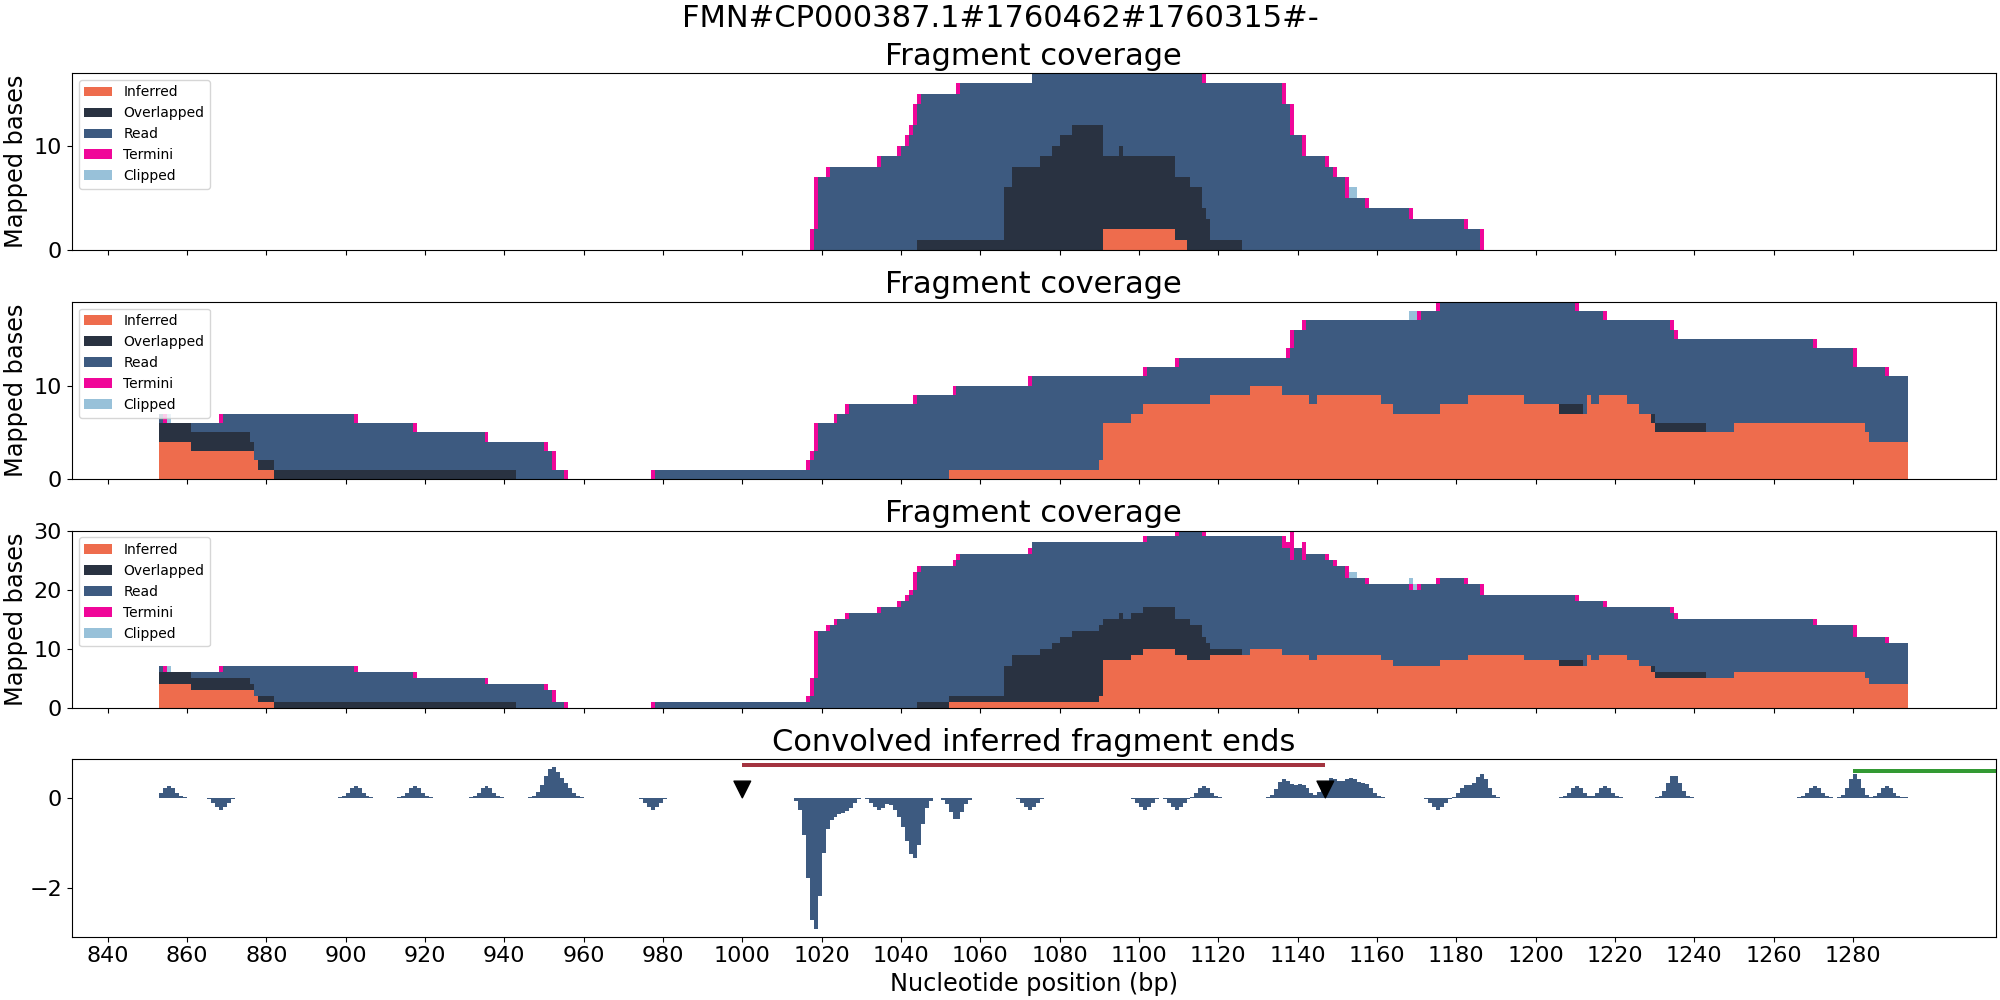 FMN#CP000387.1#1760462#1760315#-
Fragment coverage
Mapped bases
10
0
Inferred
Overlapped
Read
Termini
Clipped
Fragment coverage
Mapped bases
10
0
Inferred
Overlapped
Read
Termini
Clipped
Fragment coverage
Mapped bases
30
20
10
0
Inferred
Overlapped
Read
Termini
Clipped
Convolved inferred fragment ends
0
−2
840 860 880 900 920 940 960 980 1000 1020 1040 1060 1080 1100 1120 1140 1160 1180 1200 1220 1240 1260 1280
Nucleotide position (bp)